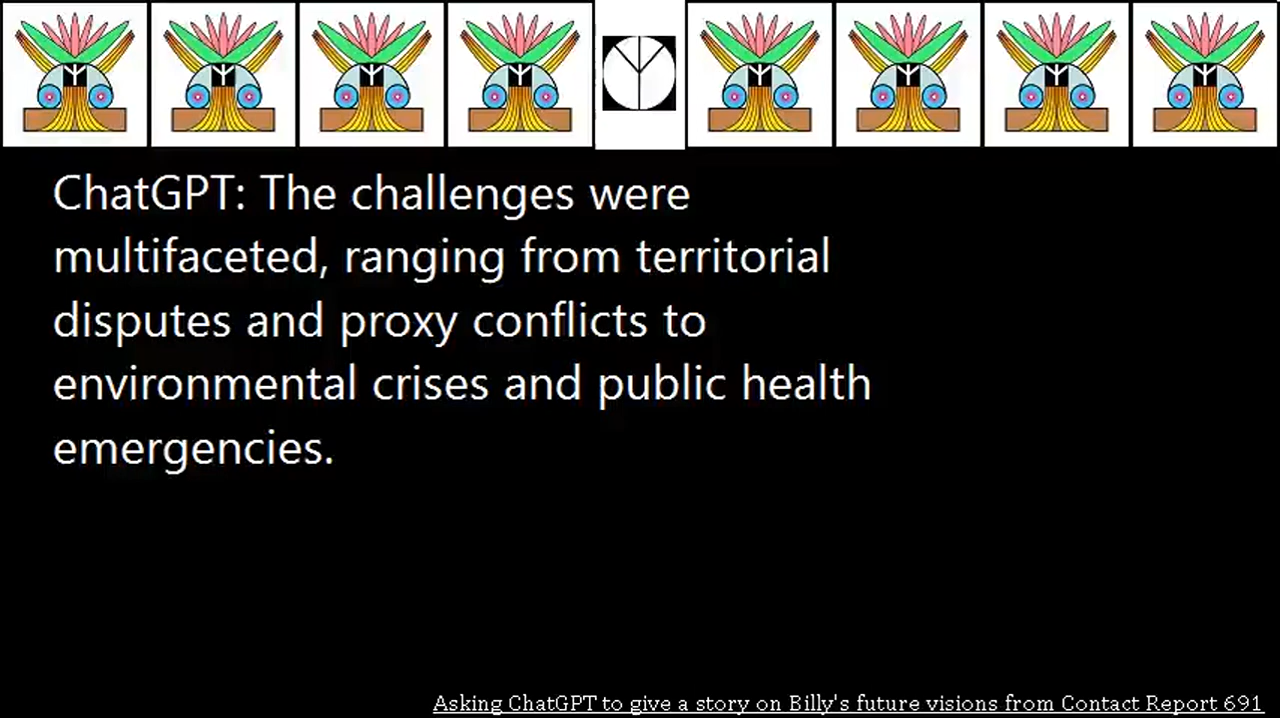 ChatGPT: The challenges were
multifaceted, ranging from territorial
disputes and proxy conflicts to
environmental crises and public health
emergencies.
Asking ChatGPT to give a story on Billy's future visions from Contact Report 691